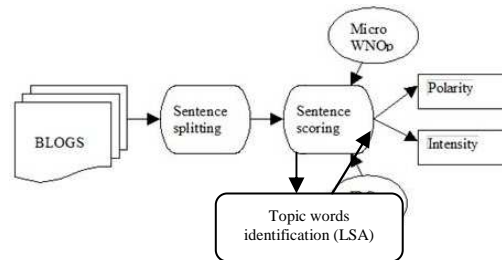 Micro
WNOp
BLOGS
Sentence
splitting
Sentence
scoring
Polarity
Intensity
Topic words
identification (LSA)